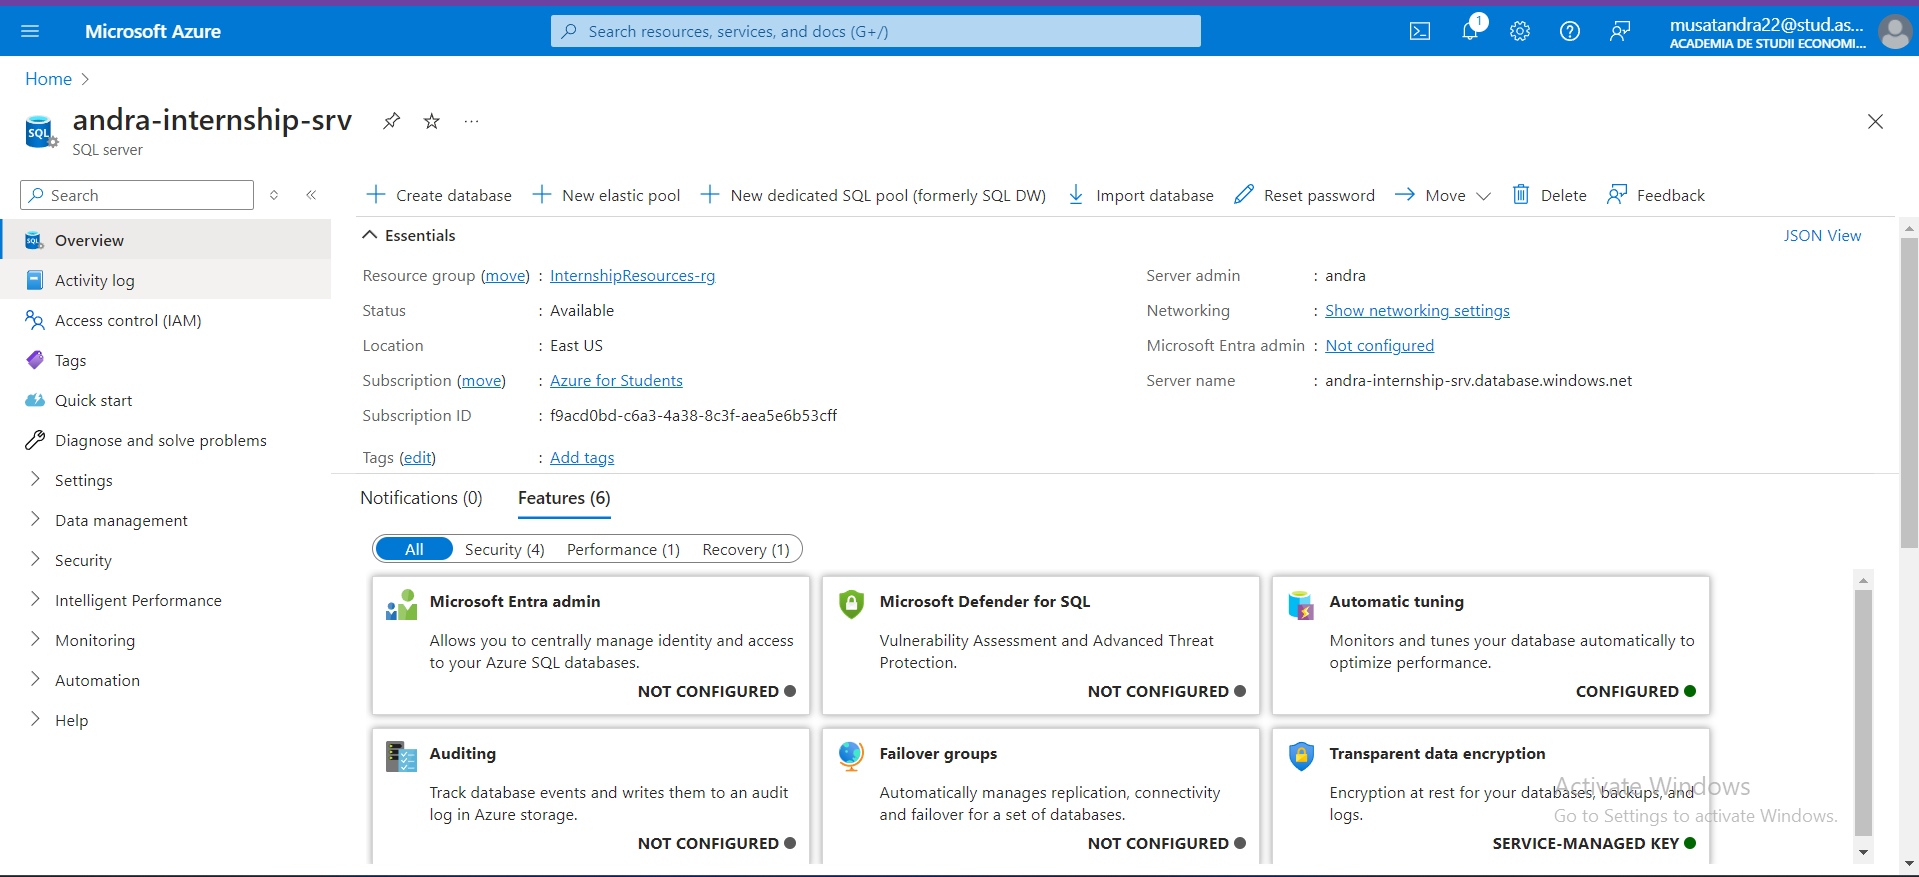 Microsoft Azure
Search resources, services, and docs (G+/)
1
musatandra22@stud.as...
ACADEMIA DE STUDII ECONOMI...
Home
andra-internship-srv
SQL server
SQL
Search
Create database
New elastic pool
New dedicated SQL pool (formerly SQL DW)
Import database
Reset password
Move
Delete
Feedback
Overview
Activity log
Access control (IAM)
Tags
Quick start
Diagnose and solve problems
Settings
Data management
Security
Intelligent Performance
Monitoring
Automation
Help
Essentials
JSON View
Resource group (move) : InternshipResources-rg
Status : Available
Location : East US
Subscription (move) : Azure for Students
Subscription ID : f9acd0bd-c6a3-4a38-8c3f-aea5e6b53cff
Tags (edit) : Add tags
Server admin : andra
Networking : Show networking settings
Microsoft Entra admin : Not configured
Server name : andra-internship-srv.database.windows.net
Notifications (0)
Features (6)
All
Security (4)
Performance (1)
Recovery (1)
Microsoft Entra admin
Allows you to centrally manage identity and access
to your Azure SQL databases.
NOT CONFIGURED
Microsoft Defender for SQL
Vulnerability Assessment and Advanced Threat
Protection.
NOT CONFIGURED
Automatic tuning
Monitors and tunes your database automatically to
optimize performance.
CONFIGURED
Auditing
Track database events and writes them to an audit
log in Azure storage.
NOT CONFIGURED
Failover groups
Automatically manages replication, connectivity
and failover for a set of databases.
NOT CONFIGURED
Transparent data encryption
Encryption at rest for your databases, backups, and
logs.
SERVICE-MANAGED KEY
Activate Windows
Go to Settings to activate Windows.